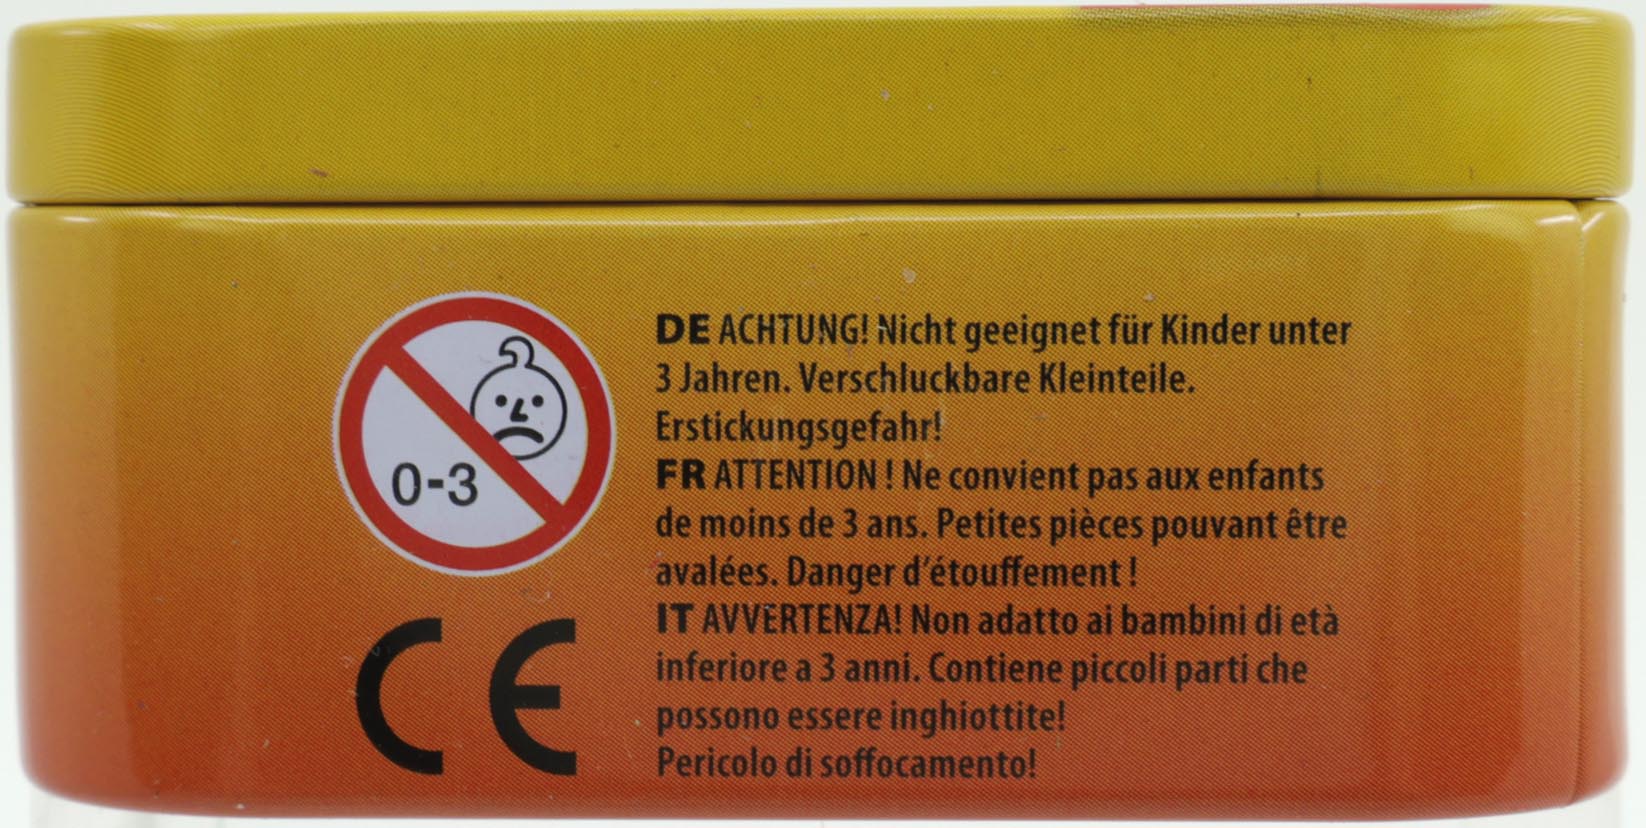 0-3
CE
DE ACHTUNG! Nicht geeignet für Kinder unter
3 Jahren. Verschluckbare Kleinteile.
Erstickungsgefahr!
FR ATTENTION ! Ne convient pas aux enfants
de moins de 3 ans. Petites pièces pouvant être
avalées. Danger d'étouffement !
IT AVVERTENZA! Non adatto ai bambini di età
inferiore a 3 anni. Contiene piccoli parti che
possono essere inghiottite!
Pericolo di soffocamento!